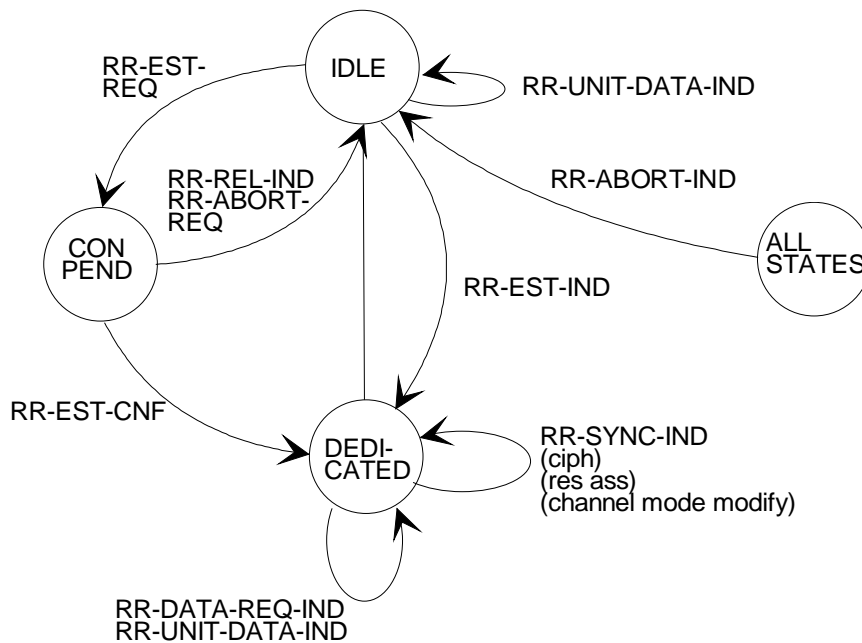 IDLE
RR-EST-
REQ
RR-UNIT-DATA-IND
RR-REL-IND
RR-ABORT-
REQ
RR-ABORT-IND
CON
PEND
ALL
STATES
RR-EST-IND
RR-EST-CNF
DEDI-
CATED
RR-SYNC-IND
(ciph)
(res ass)
(channel mode modify)
RR-DATA-REQ-IND
RR-UNIT-DATA-IND